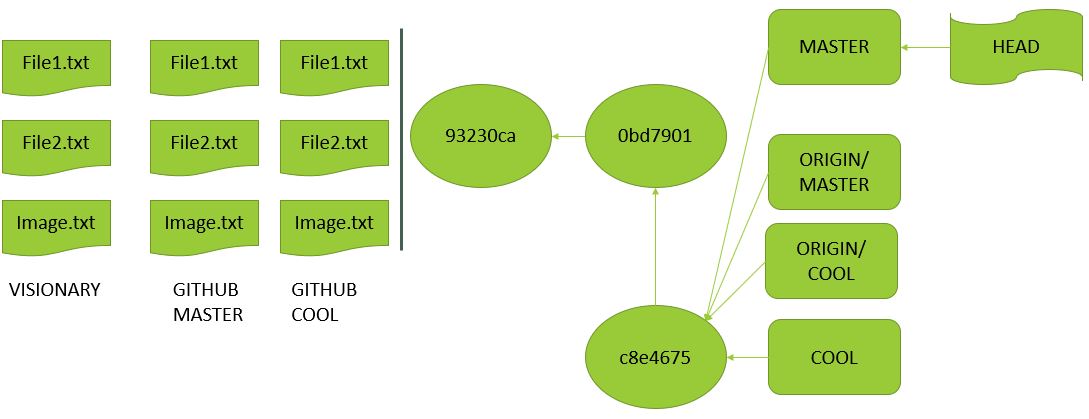 File1.txt
File1.txt
File1.txt
File2.txt
File2.txt
File2.txt
Image.txt
Image.txt
Image.txt
VISIONARY
GITHUB
MASTER
GITHUB
COOL
93230ca
0bd7901
c8e4675
MASTER
HEAD
ORIGIN/
MASTER
ORIGIN/
COOL
COOL